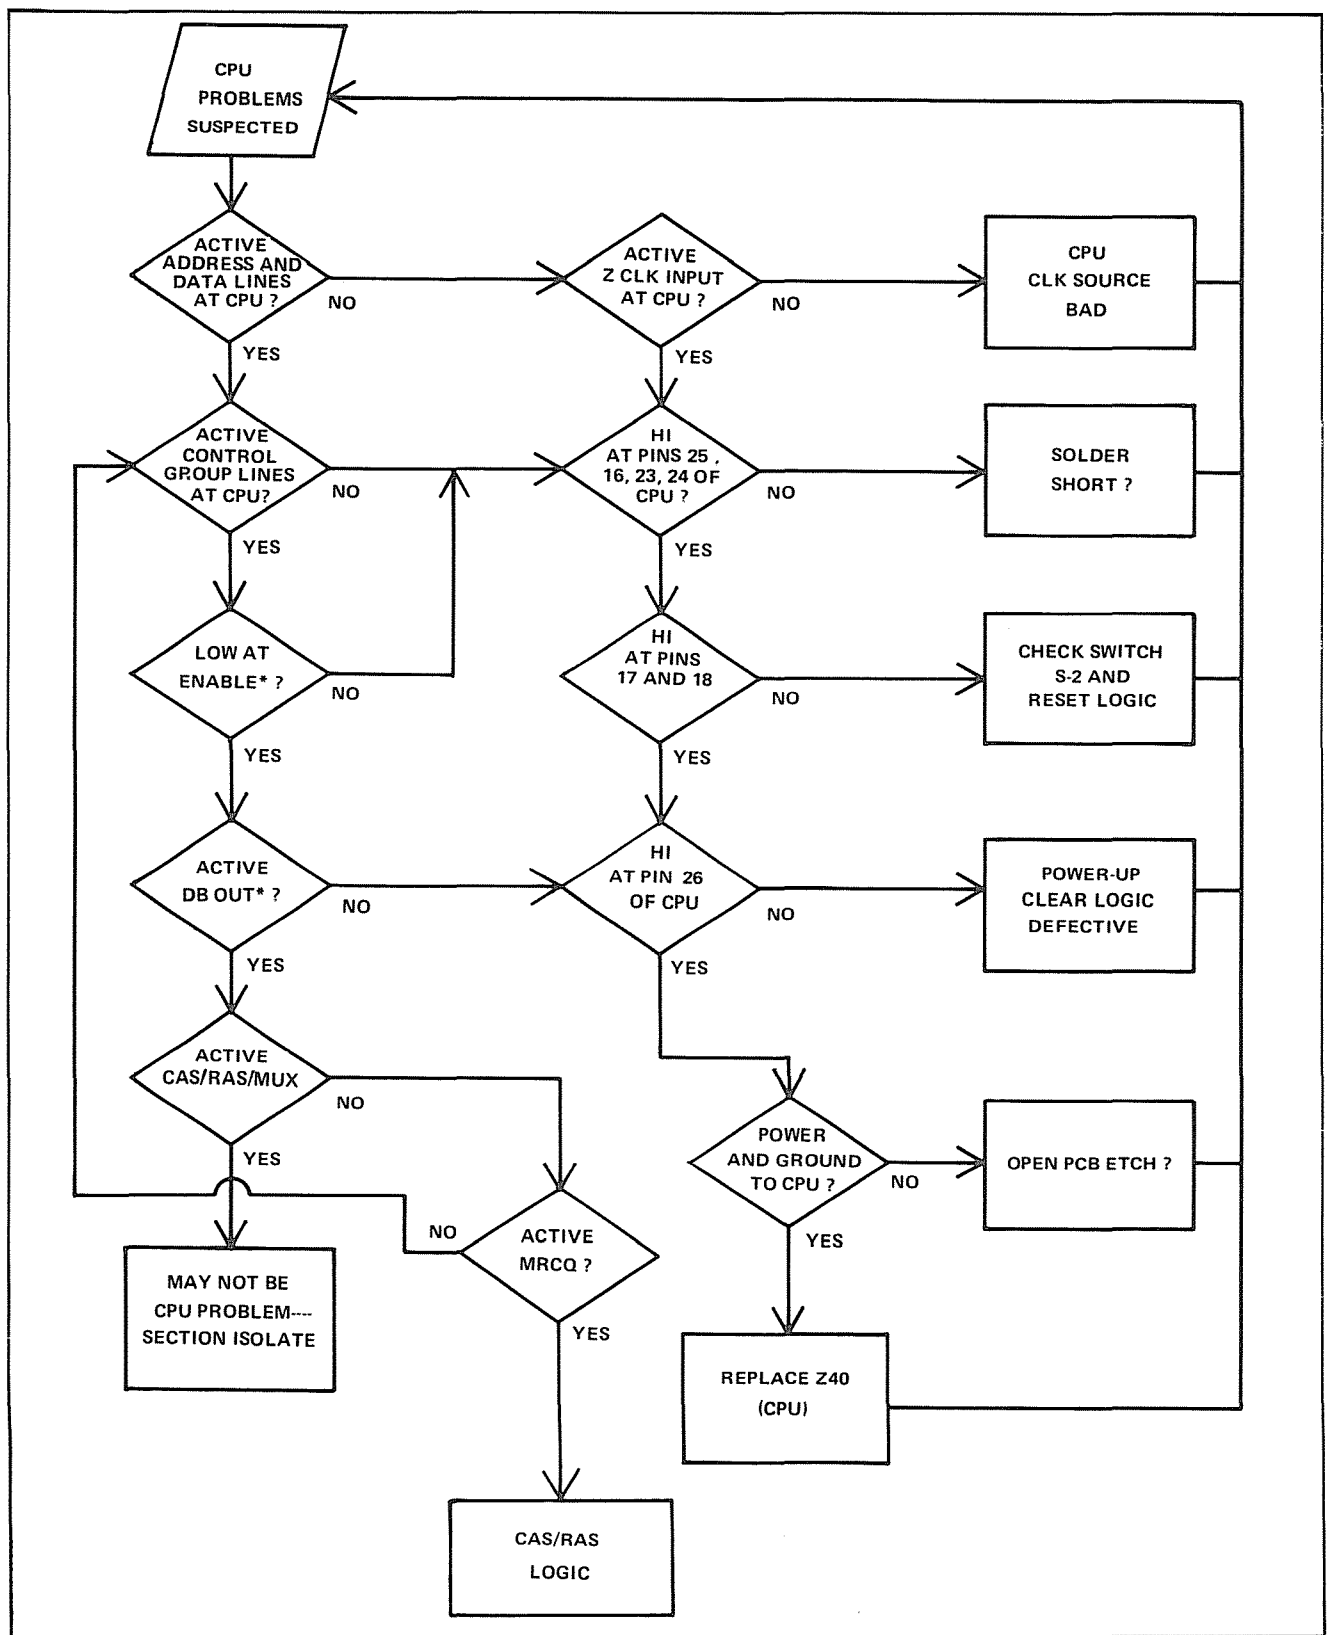 CPU
PROBLEMS
SUSPECTED
ACTIVE
ADDRESS AND
DATA LINES
AT CPU ?
NO
YES
ACTIVE
Z CLK INPUT
AT CPU ?
NO
YES
CPU
CLK SOURCE
BAD
ACTIVE
CONTROL
GROUP LINES
AT CPU?
NO
YES
HI
AT PINS 25 ,
16, 23, 24 OF
CPU ?
NO
YES
SOLDER
SHORT ?
LOW AT
ENABLE* ?
NO
YES
HI
AT PINS
17 AND 18
NO
YES
CHECK SWITCH
S-2 AND
RESET LOGIC
ACTIVE
DB OUT* ?
NO
YES
HI
AT PIN 26
OF CPU
NO
YES
POWER-UP
CLEAR LOGIC
DEFECTIVE
ACTIVE
CAS/RAS/MUX
NO
YES
POWER
AND GROUND
TO CPU ?
NO
YES
OPEN PCB ETCH ?
NO
ACTIVE
MRCQ ?
YES
MAY NOT BE
CPU PROBLEM----
SECTION ISOLATE
REPLACE Z40
(CPU)
CAS/RAS
LOGIC